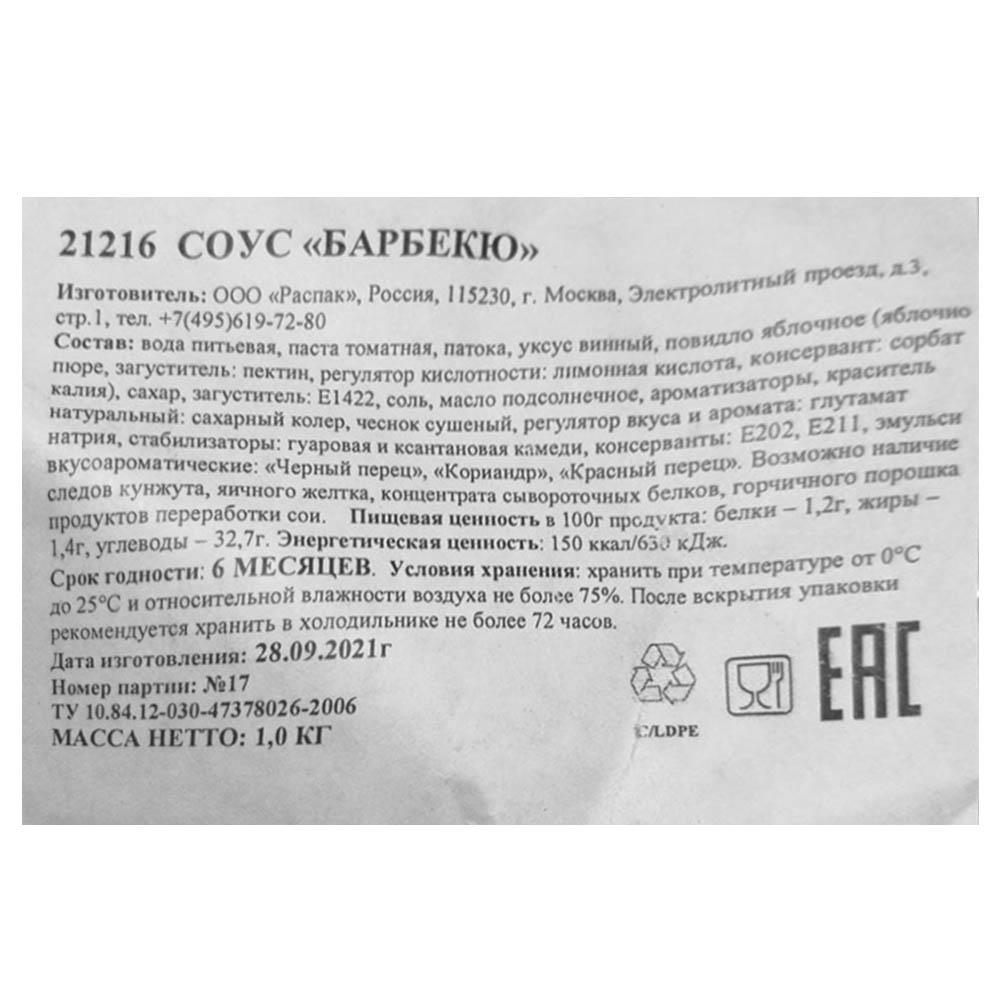 21216 СОУС «БАРБЕКЮ»
Изготовитель: ООО «Распак», Россия, 115230, г. Москва, Электролитный проезд, д.3,
стр.1, тел. +7(495)619-72-80
Состав: вода питьевая, паста томатная, патока, уксус винный, повидло яблочное (яблочно
пюре, загуститель: пектин, регулятор кислотности: лимонная кислота, консервант: сорбат
калия), сахар, загуститель: Е1422, соль, масло подсолнечное, ароматизаторы, краситель
натуральный: сахарный колер, чеснок сушеный, регулятор вкуса и аромата: глутамат
натрия, стабилизаторы: гуаровая и ксантановая камеди, консерванты: Е202, Е211, эмульси
вкусоароматические: «Черный перец», «Кориандр», «Красный перец». Возможно наличие
следов кунжута, яичного желтка, концентрата сывороточных белков, горчичного порошка
продуктов переработки сои. Пищевая ценность в 100г продукта: белки – 1,2г, жиры –
1,4г, углеводы – 32,7г. Энергетическая ценность: 150 ккал/630 кДж.
Срок годности: 6 МЕСЯЦЕВ. Условия хранения: хранить при температуре от 0°С
до 25°С и относительной влажности воздуха не более 75%. После вскрытия упаковки
рекомендуется хранить в холодильнике не более 72 часов.
Дата изготовления: 28.09.2021г
Номер партии: №17
ТУ 10.84.12-030-47378026-2006
МАССА НЕТТО: 1,0 КГ
C/LDPE
EAC